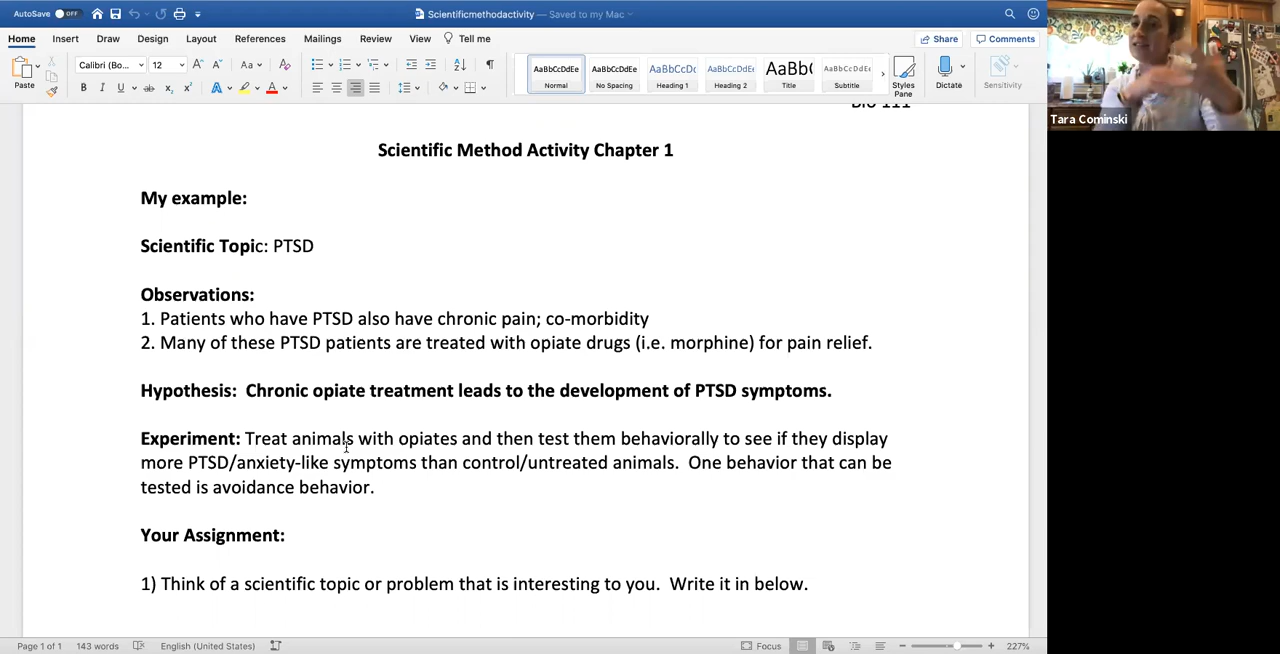 AutoSave OFF
Scientificmethodactivity — Saved to my Mac
Home Insert Draw Design Layout References Mailings Review View Tell me
Share Comments
Paste
Calibri (Bo... 12
AaBbCcDdEe AaBbCcDdEe AaBbCcDc AaBbCcDdEe AaBb( AaBbCcDdEe
Normal No Spacing Heading 1 Heading 2 Title Subtitle
Styles Pane
Dictate
Sensitivity
Tara Cominski
Bio 111
Scientific Method Activity Chapter 1
My example:
Scientific Topic: PTSD
Observations:
1. Patients who have PTSD also have chronic pain; co-morbidity
2. Many of these PTSD patients are treated with opiate drugs (i.e. morphine) for pain relief.
Hypothesis: Chronic opiate treatment leads to the development of PTSD symptoms.
Experiment: Treat animals with opiates and then test them behaviorally to see if they display
more PTSD/anxiety-like symptoms than control/untreated animals. One behavior that can be
tested is avoidance behavior.
Your Assignment:
1) Think of a scientific topic or problem that is interesting to you. Write it in below.
Page 1 of 1 143 words English (United States) Focus 227%